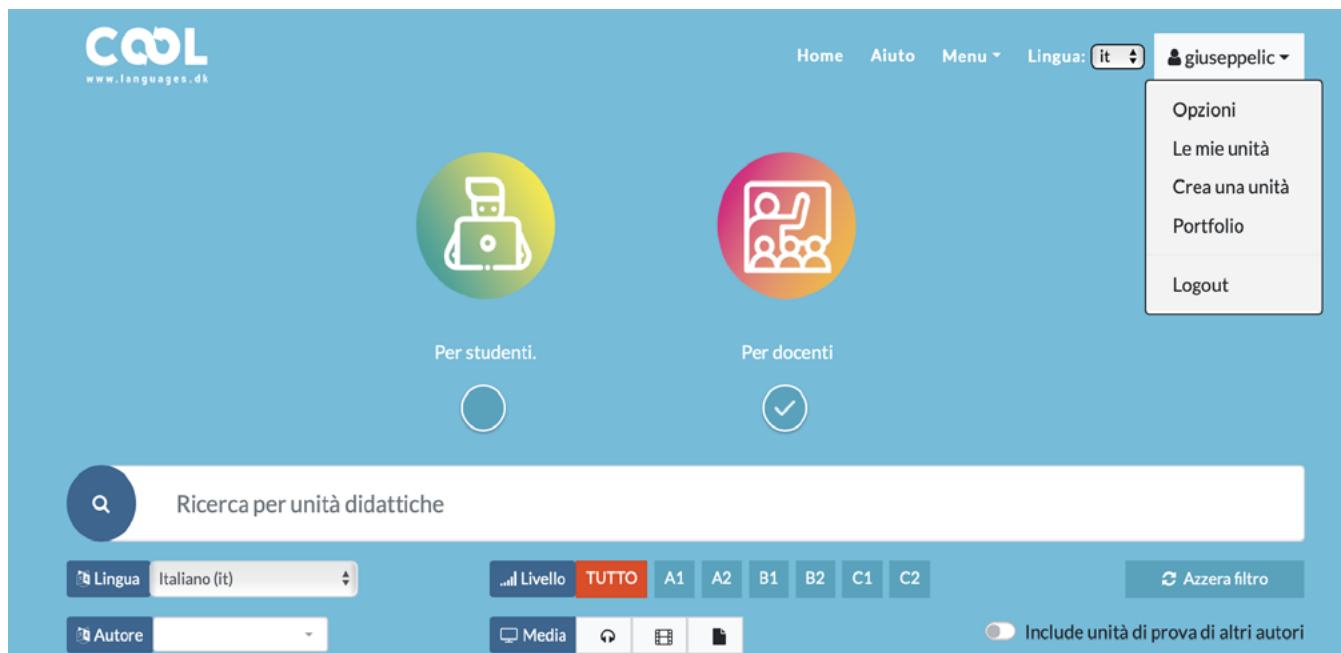 COOL
www.languages.dk
Home Aiuto Menu Lingua: it giuseppelic
Opzioni
Le mie unità
Crea una unità
Portfolio
Logout
Per studenti. Per docenti
Ricerca per unità didattiche
Lingua Italiano (it) Livello TUTTO A1 A2 B1 B2 C1 C2 Azzera filtro
Autore Media Include unità di prova di altri autori